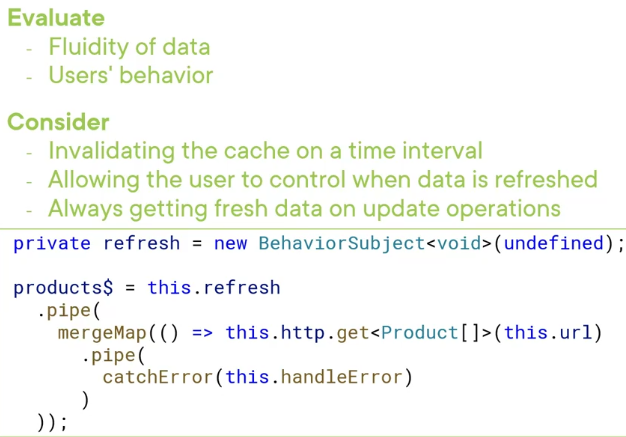 Evaluate
- Fluidity of data
- Users' behavior
Consider
- Invalidating the cache on a time interval
- Allowing the user to control when data is refreshed
- Always getting fresh data on update operations
private refresh = new BehaviorSubject<void>(undefined);
products$ = this.refresh
  .pipe(
    mergeMap(() => this.http.get<Product[]>(this.url)
      .pipe(
        catchError(this.handleError)
      )
  ));